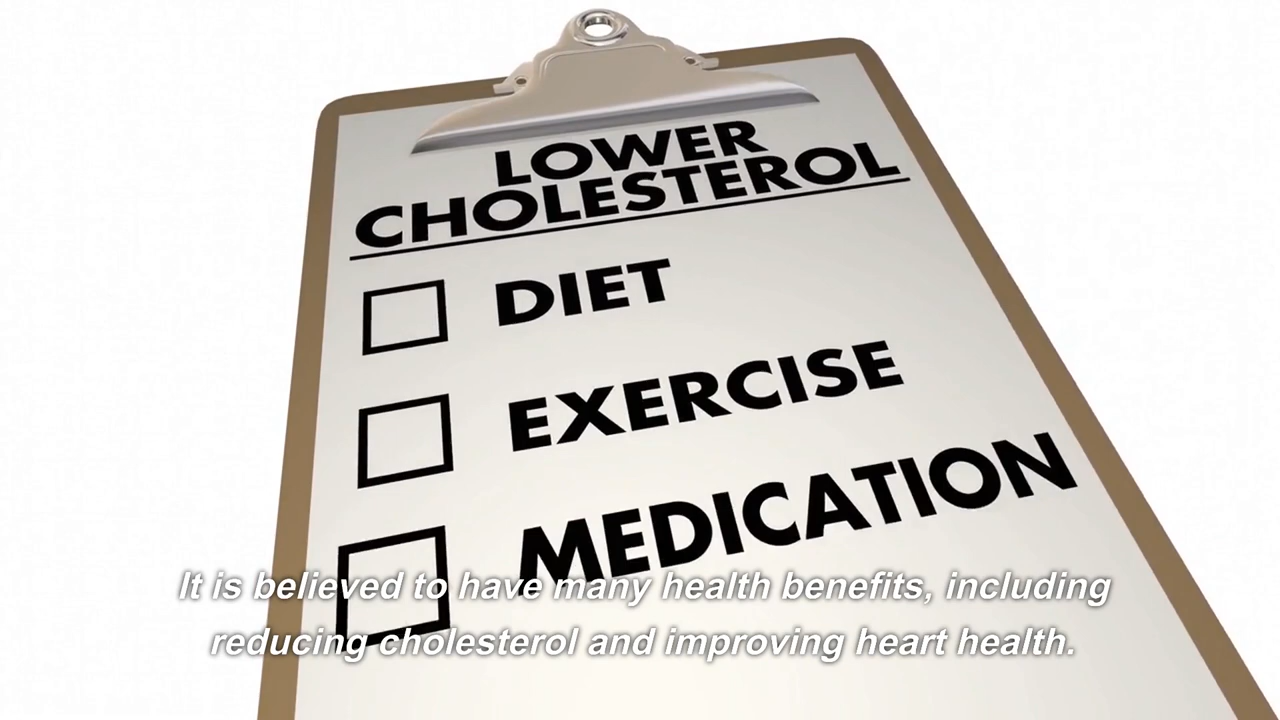 LOWER
CHOLESTEROL
DIET
EXERCISE
MEDICATION
It is believed to have many health benefits, including
reducing cholesterol and improving heart health.